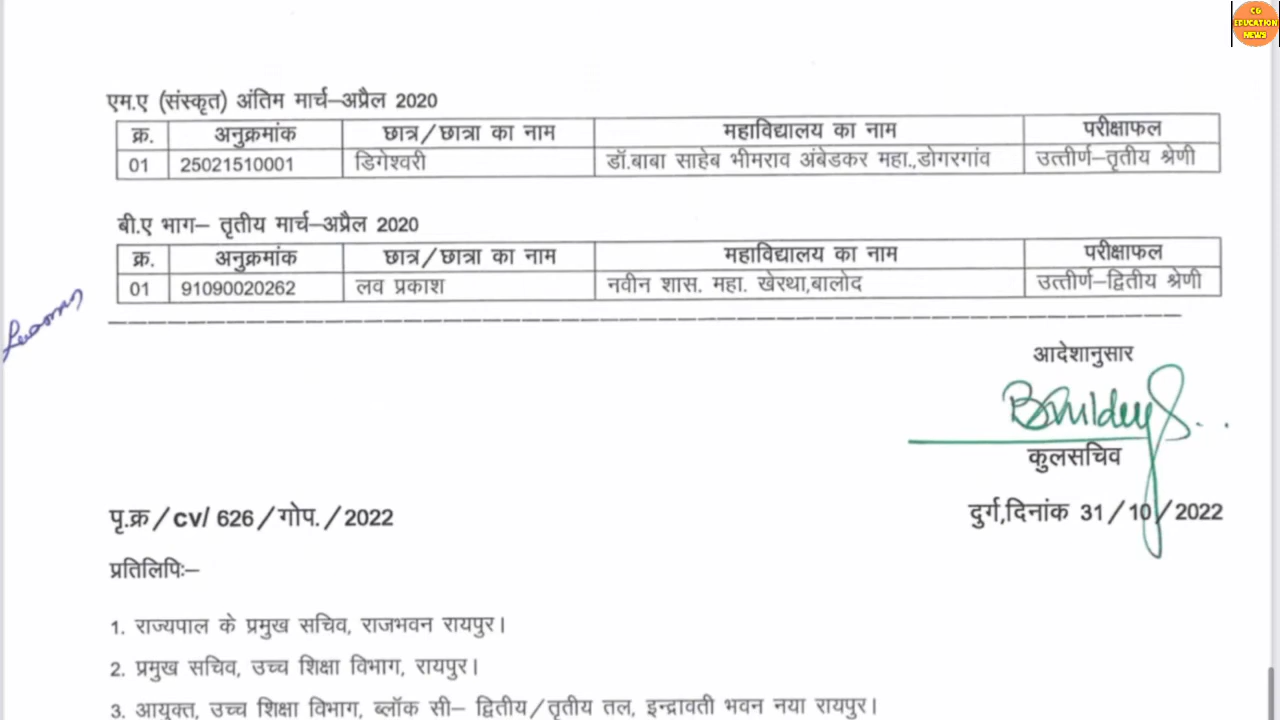 CG
EDUCATION
NEWS
एम.ए (संस्कृत) अंतिम मार्च–अप्रैल 2020
क्र. अनुक्रमांक छात्र/छात्रा का नाम महाविद्यालय का नाम परीक्षाफल
01 25021510001 डिगेश्वरी डॉ.बाबा साहेब भीमराव अंबेडकर महा.,डोगरगांव उत्तीर्ण–तृतीय श्रेणी
बी.ए भाग– तृतीय मार्च–अप्रैल 2020
क्र. अनुक्रमांक छात्र/छात्रा का नाम महाविद्यालय का नाम परीक्षाफल
01 91090020262 लव प्रकाश नवीन शास. महा. खेरथा,बालोद उत्तीर्ण–द्वितीय श्रेणी
आदेशानुसार
कुलसचिव
पृ.क्र/cv/ 626/गोप./2022 दुर्ग,दिनांक 31/10/2022
प्रतिलिपिः–
1. राज्यपाल के प्रमुख सचिव, राजभवन रायपुर।
2. प्रमुख सचिव, उच्च शिक्षा विभाग, रायपुर।
3. आयुक्त, उच्च शिक्षा विभाग, ब्लॉक सी– द्वितीय/तृतीय तल, इन्द्रावती भवन नया रायपुर।